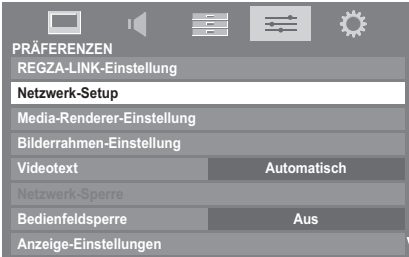 PRÄFERENZEN
REGZA-LINK-Einstellung
Netzwerk-Setup
Media-Renderer-Einstellung
Bilderrahmen-Einstellung
Videotext Automatisch
Netzwerk-Sperre
Bedienfeldsperre Aus
Anzeige-Einstellungen